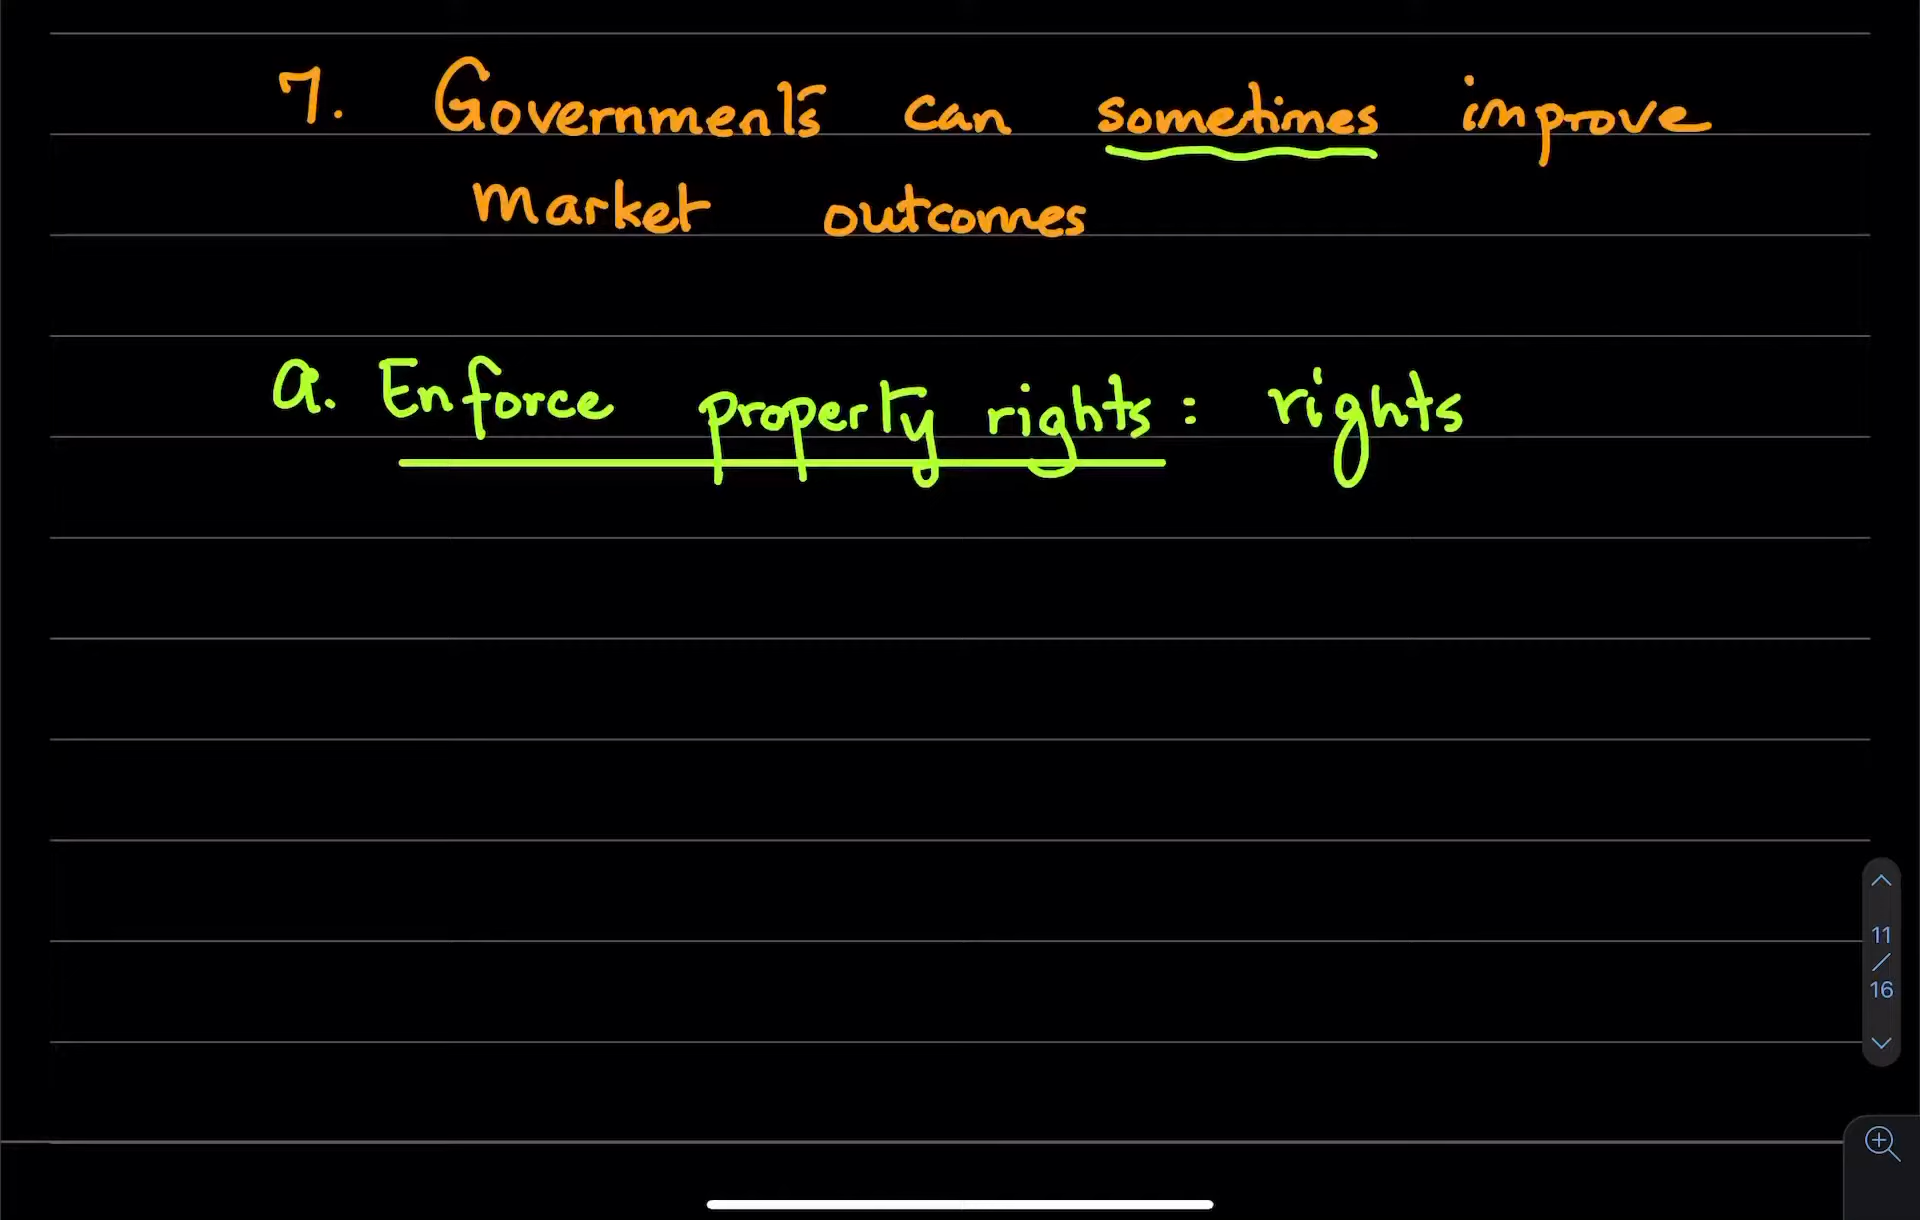 7. Governments can sometimes improve
market outcomes
a. Enforce property rights: rights
11
/
16